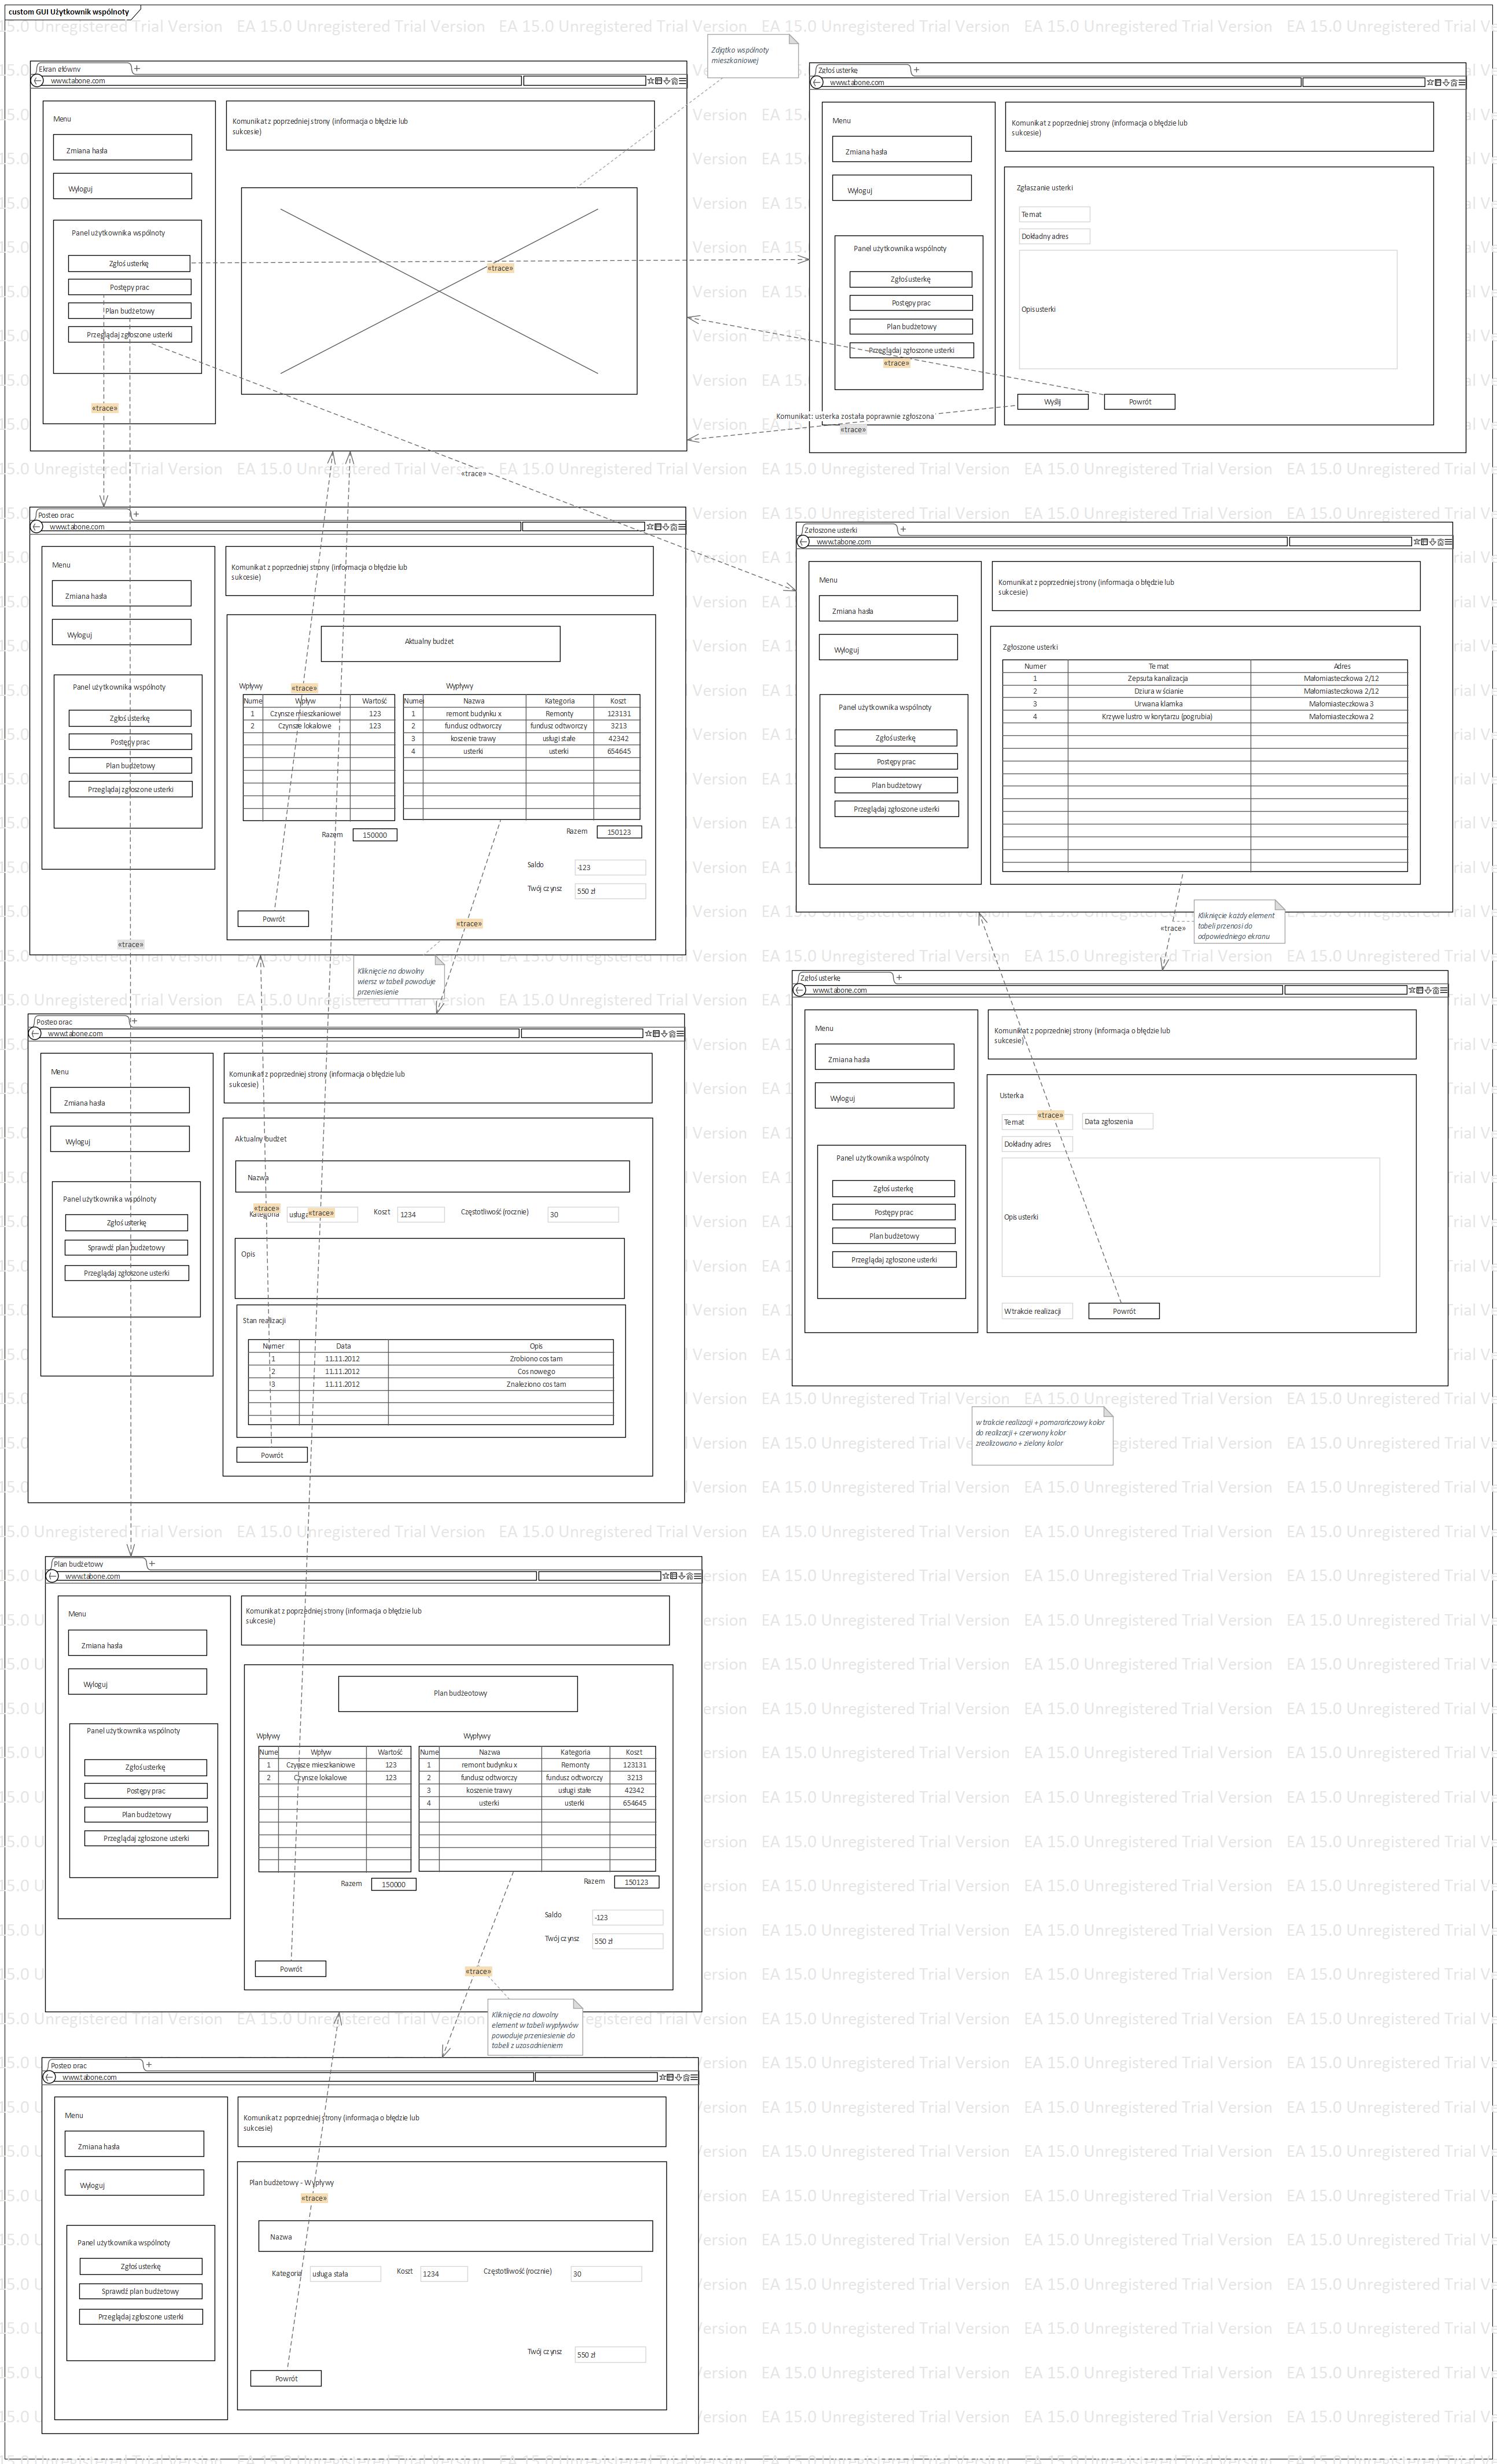 custom GUI Użytkownik wspólnoty
EA 15.0 Unregistered Trial Version
Zdjątko wspólnoty
mieszkaniowej
Ekran główny
www.tabone.com
Menu
Zmiana hasła
Wyloguj
Panel użytkownika wspólnoty
Zgłoś usterkę
Postępy prac
Plan budżetowy
Przeglądaj zgłoszone usterki
Komunikat z poprzedniej strony (informacja o błędzie lub
sukcesie)
«trace»
«trace»
Zgłoś usterkę
www.tabone.com
Menu
Zmiana hasła
Wyloguj
Panel użytkownika wspólnoty
Zgłoś usterkę
Postępy prac
Plan budżetowy
Przeglądaj zgłoszone usterki
«trace»
Komunikat z poprzedniej strony (informacja o błędzie lub
sukcesie)
Zgłaszanie usterki
Temat
Dokładny adres
Opis usterki
Wyślij
Powrót
Komunikat: usterka została poprawnie zgłoszona
«trace»
«trace»
Postęp prac
www.tabone.com
Menu
Zmiana hasła
Wyloguj
Panel użytkownika wspólnoty
Zgłoś usterkę
Postępy prac
Plan budżetowy
Przeglądaj zgłoszone usterki
Komunikat z poprzedniej strony (informacja o błędzie lub
sukcesie)
Aktualny budżet
Wpływy
«trace»
Wypływy
Nume Wpływ Wartość
1 Czynsze mieszkaniowe 123
2 Czynsze lokalowe 123
Nume Nazwa Kategoria Koszt
1 remont budynku x Remonty 123131
2 fundusz odtworczy fundusz odtworczy 3213
3 koszenie trawy usługi stałe 42342
4 usterki usterki 654645
Razem 150000
Razem 150123
Saldo -123
Twój czynsz 550 zł
Powrót
«trace»
«trace»
Kliknięcie na dowolny
wiersz w tabeli powoduje
przeniesienie
Zgłoszone usterki
www.tabone.com
Menu
Zmiana hasła
Wyloguj
Panel użytkownika wspólnoty
Zgłoś usterkę
Postępy prac
Plan budżetowy
Przeglądaj zgłoszone usterki
Komunikat z poprzedniej strony (informacja o błędzie lub
sukcesie)
Zgłoszone usterki
Numer Temat Adres
1 Zepsuta kanalizacja Małomiasteczkowa 2/12
2 Dziura w ścianie Małomiasteczkowa 2/12
3 Urwana klamka Małomiasteczkowa 3
4 Krzywe lustro w korytarzu (pogrubia) Małomiasteczkowa 2
«trace»
Kliknięcie każdy element
tabeli przenosi do
odpowiedniego ekranu
Postęp prac
www.tabone.com
Menu
Zmiana hasła
Wyloguj
Panel użytkownika wspólnoty
Zgłoś usterkę
Sprawdź plan budżetowy
Przeglądaj zgłoszone usterki
Komunikat z poprzedniej strony (informacja o błędzie lub
sukcesie)
Aktualny budżet
Nazwa
«trace»
«trace»
Kategoria usługa
Koszt 1234
Częstotliwość (rocznie) 30
Opis
Stan realizacji
Numer Data Opis
1 11.11.2012 Zrobiono cos tam
2 11.11.2012 Cos nowego
3 11.11.2012 Znaleziono cos tam
Powrót
Zgłoś usterkę
www.tabone.com
Menu
Zmiana hasła
Wyloguj
Panel użytkownika wspólnoty
Zgłoś usterkę
Postępy prac
Plan budżetowy
Przeglądaj zgłoszone usterki
Komunikat z poprzedniej strony (informacja o błędzie lub
sukcesie)
Usterka
«trace»
Temat
Data zgłoszenia
Dokładny adres
Opis usterki
W trakcie realizacji
Powrót
w trakcie realizacji + pomarańczowy kolor
do realizacji + czerwony kolor
zrealizowano + zielony kolor
Plan budżetowy
www.tabone.com
Menu
Zmiana hasła
Wyloguj
Panel użytkownika wspólnoty
Zgłoś usterkę
Postępy prac
Plan budżetowy
Przeglądaj zgłoszone usterki
Komunikat z poprzedniej strony (informacja o błędzie lub
sukcesie)
Plan budżeotowy
Wpływy
Wypływy
Nume Wpływ Wartość
1 Czynsze mieszkaniowe 123
2 Czynsze lokalowe 123
Nume Nazwa Kategoria Koszt
1 remont budynku x Remonty 123131
2 fundusz odtworczy fundusz odtworczy 3213
3 koszenie trawy usługi stałe 42342
4 usterki usterki 654645
Razem 150000
Razem 150123
Saldo -123
Twój czynsz 550 zł
Powrót
«trace»
Kliknięcie na dowolny
element w tabeli wypływów
powoduje przeniesienie do
tabeli z uzasadnieniem
Postęp prac
www.tabone.com
Menu
Zmiana hasła
Wyloguj
Panel użytkownika wspólnoty
Zgłoś usterkę
Sprawdź plan budżetowy
Przeglądaj zgłoszone usterki
Komunikat z poprzedniej strony (informacja o błędzie lub
sukcesie)
Plan budżetowy - Wypływy
«trace»
Nazwa
Kategoria usługa stała
Koszt 1234
Częstotliwość (rocznie) 30
Twój czynsz 550 zł
Powrót